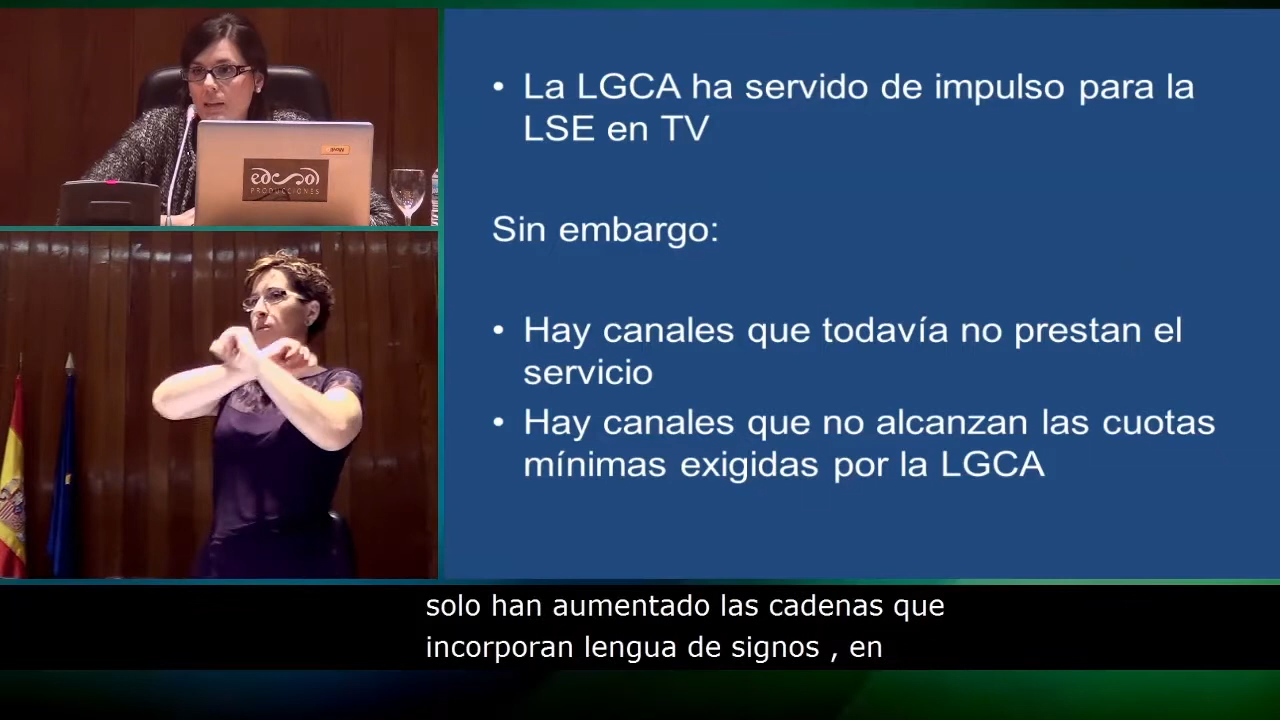 • La LGCA ha servido de impulso para la
LSE en TV
Sin embargo:
• Hay canales que todavía no prestan el
servicio
• Hay canales que no alcanzan las cuotas
mínimas exigidas por la LGCA
edsol
PRODUCCIONES
solo han aumentado las cadenas que
incorporan lengua de signos , en